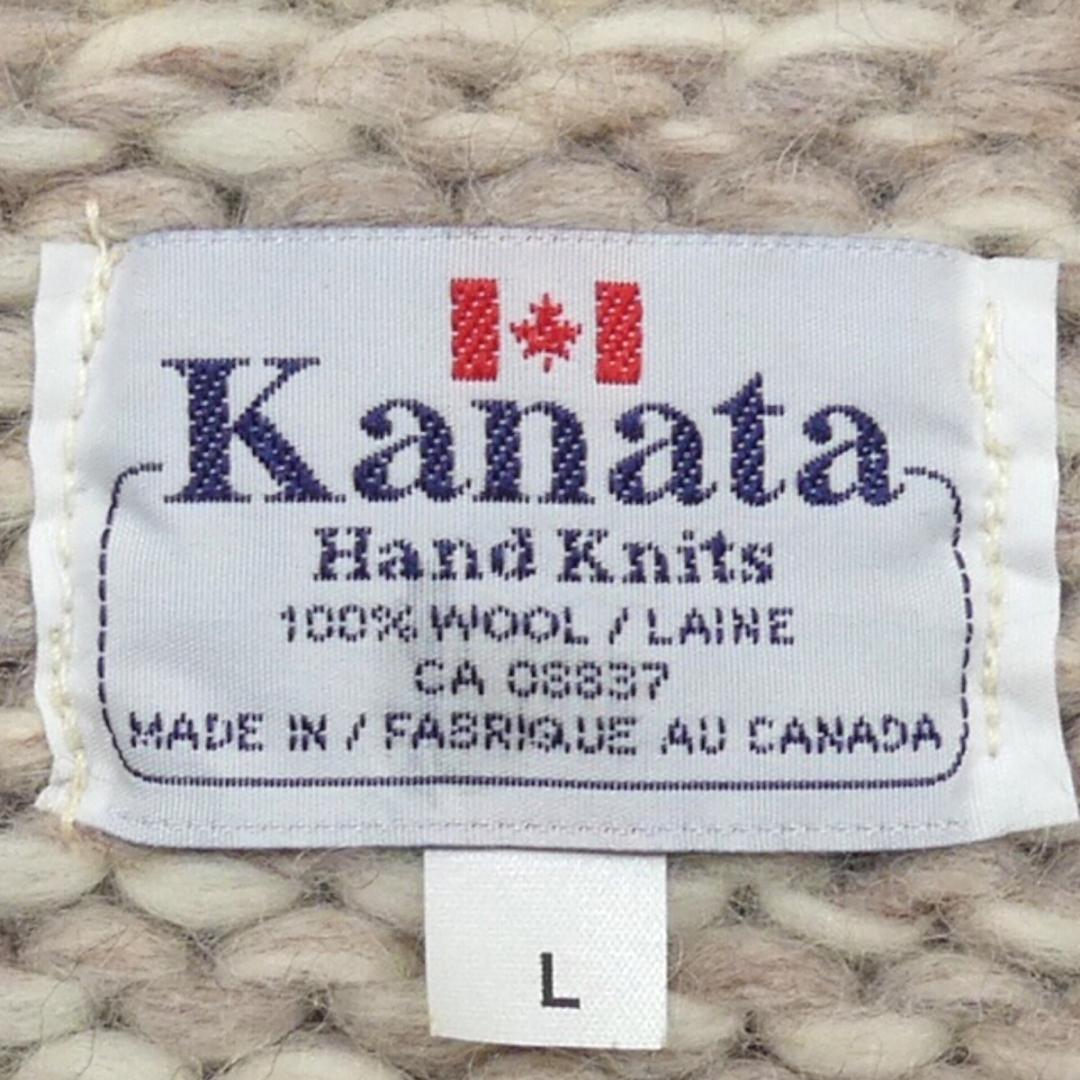 Kanata
Hand Knits
100% WOOL / LAINE
CA 08837
MADE IN / FABRIQUE AU CANADA
L